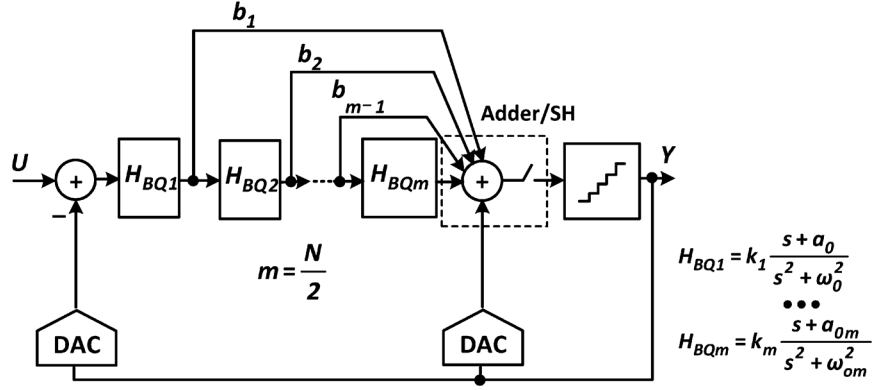 b1
b2
bm-1
Adder/SH
U
+
HBQ1
HBQ2
HBQm
+
Y
−
m = N/2
HBQ1 = k1 (s + a0)/(s² + ω0²)
•••
HBQm = km (s + a0m)/(s² + ωom²)
DAC
DAC